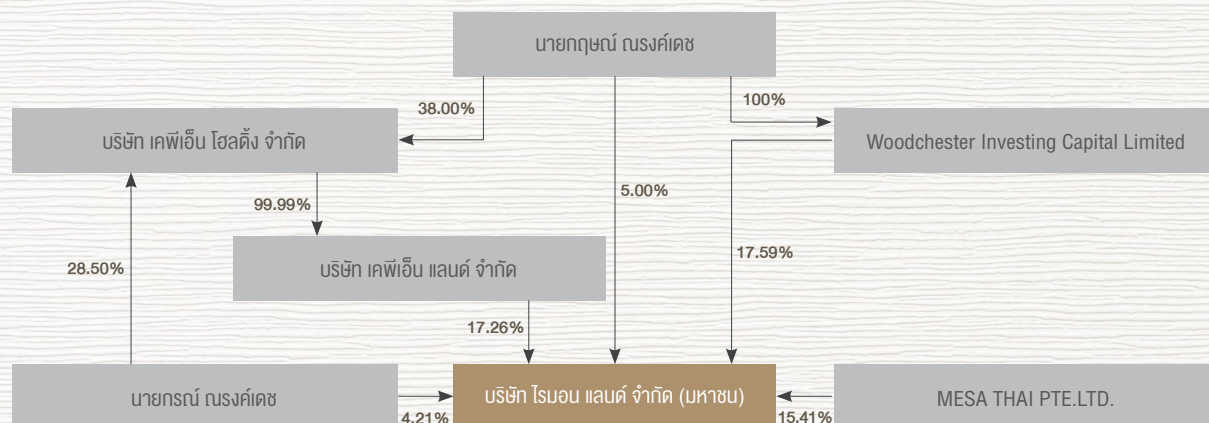 นายกฤษณ์ ณรงค์เดช
38.00%
100%
บริษัท เคพีเอ็น โฮลดิ้ง จำกัด
Woodchester Investing Capital Limited
99.99%
5.00%
28.50%
บริษัท เคพีเอ็น แลนด์ จำกัด
17.59%
17.26%
นายกรณ์ ณรงค์เดช
บริษัท ไรมอน แลนด์ จำกัด (มหาชน)
MESA THAI PTE.LTD.
4.21%
15.41%